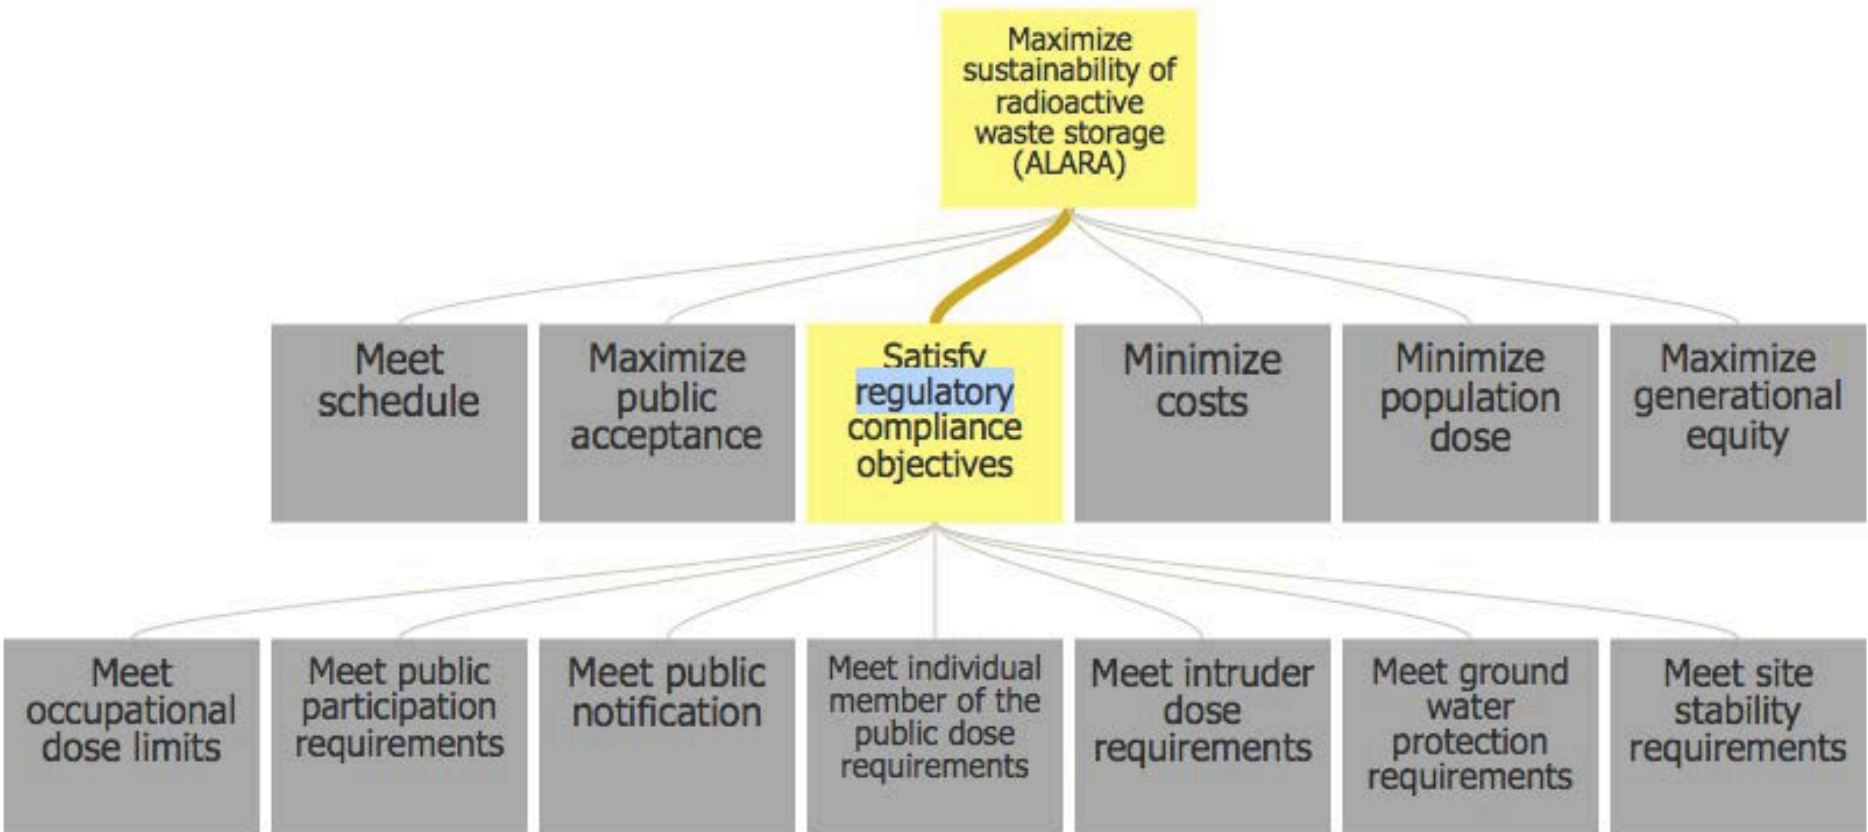 Maximize
sustainability of
radioactive
waste storage
(ALARA)
Meet
schedule
Maximize
public
acceptance
Satisfy
regulatory
compliance
objectives
Minimize
costs
Minimize
population
dose
Maximize
generational
equity
Meet
occupational
dose limits
Meet public
participation
requirements
Meet public
notification
Meet individual
member of the
public dose
requirements
Meet intruder
dose
requirements
Meet ground
water
protection
requirements
Meet site
stability
requirements